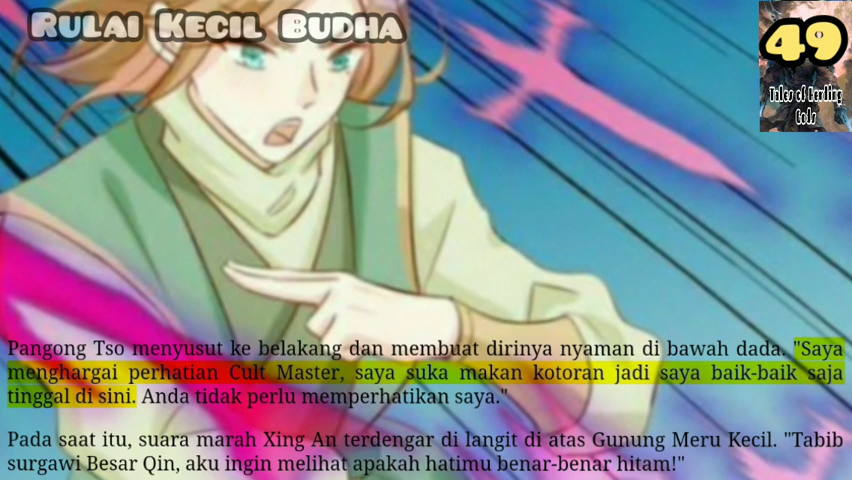 Rulai Kecil Budha
49
Tales of Herding
Gods
Pangong Tso menyusut ke belakang dan membuat dirinya nyaman di bawah dada. "Saya
menghargai perhatian Cult Master, saya suka makan kotoran jadi saya baik-baik saja
tinggal di sini. Anda tidak perlu memperhatikan saya."
Pada saat itu, suara marah Xing An terdengar di langit di atas Gunung Meru Kecil. "Tabib
surgawi Besar Qin, aku ingin melihat apakah hatimu benar-benar hitam!"